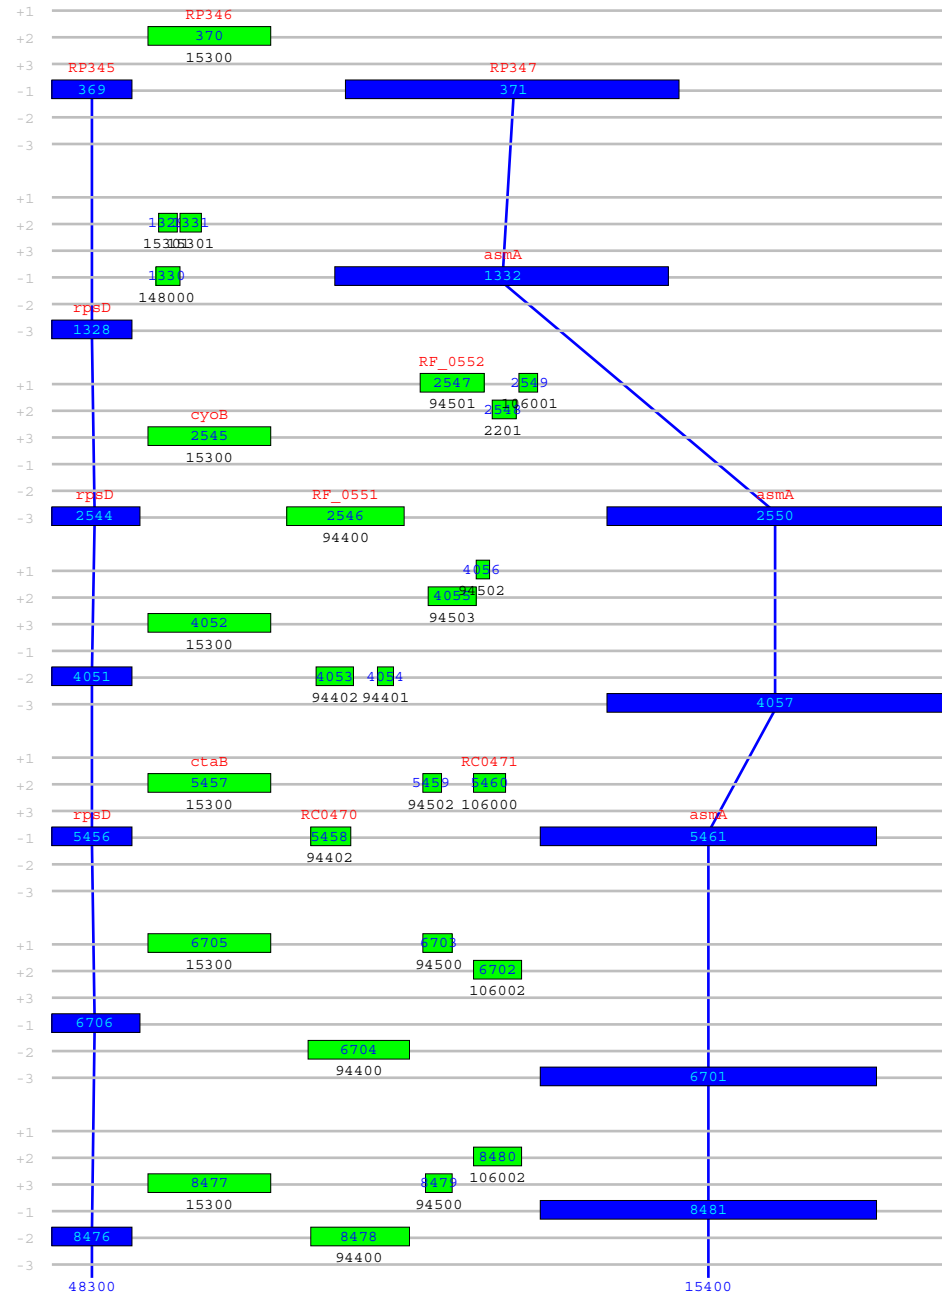 +1
RP346
+2 370
15300
+3
RP345 RP347
-1 369 371
-2
-3
+1
+2 1329 1331
15301 15301
+3
asmA
-1 1330 1332
148000
-2
rpsD
-3 1328
RF_0552
+1 2547 2549
94501 106001
+2 2548
cyoB 2201
+3 2545
15300
-1
-2
rpsD RF_0551 asmA
-3 2544 2546 2550
94400
+1 4056
94502
+2 4055
94503
+3 4052
15300
-1
-2 4051 4053 4054
94402 94401
-3 4057
+1
ctaB RC0471
+2 5457 5459 5460
15300 94502 106000
+3
rpsD RC0470 asmA
-1 5456 5458 5461
94402
-2
-3
+1 6705 6703
15300 94500
+2 6702
106002
+3
-1 6706
-2 6704
94400
-3 6701
+1
+2 8480
106002
+3 8477 8479
15300 94500
-1 8481
-2 8476 8478
94400
-3
48300 15400